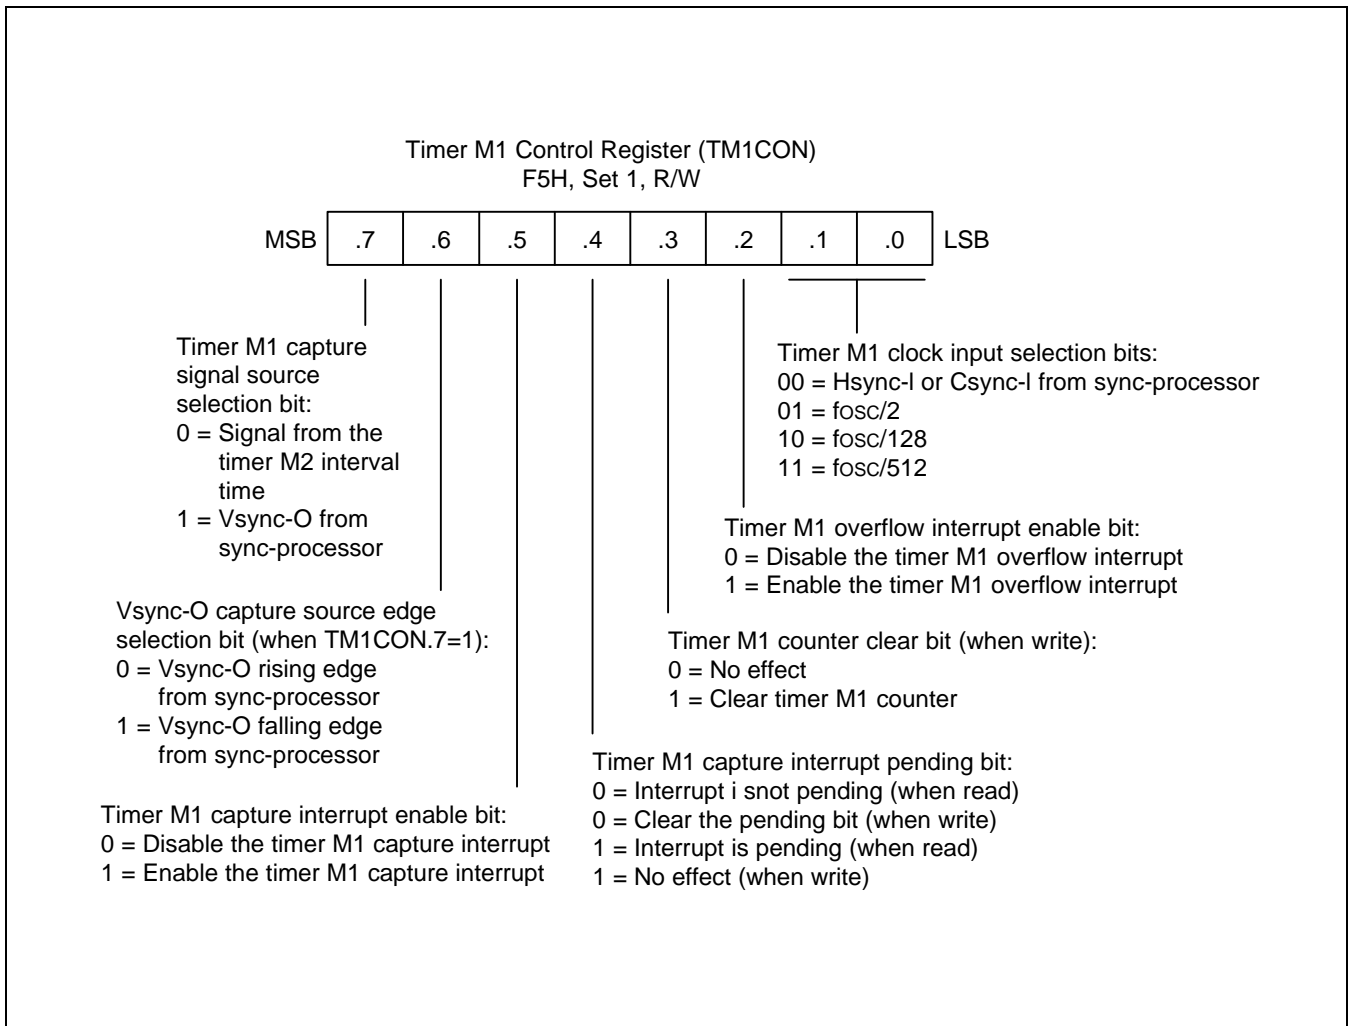 Timer M1 Control Register (TM1CON)
F5H, Set 1, R/W
MSB .7 .6 .5 .4 .3 .2 .1 .0 LSB
Timer M1 capture
signal source
selection bit:
0 = Signal from the
timer M2 interval
time
1 = Vsync-O from
sync-processor
Vsync-O capture source edge
selection bit (when TM1CON.7=1):
0 = Vsync-O rising edge
from sync-processor
1 = Vsync-O falling edge
from sync-processor
Timer M1 capture interrupt enable bit:
0 = Disable the timer M1 capture interrupt
1 = Enable the timer M1 capture interrupt
Timer M1 clock input selection bits:
00 = Hsync-I or Csync-I from sync-processor
01 = fosc/2
10 = fosc/128
11 = fosc/512
Timer M1 overflow interrupt enable bit:
0 = Disable the timer M1 overflow interrupt
1 = Enable the timer M1 overflow interrupt
Timer M1 counter clear bit (when write):
0 = No effect
1 = Clear timer M1 counter
Timer M1 capture interrupt pending bit:
0 = Interrupt i snot pending (when read)
0 = Clear the pending bit (when write)
1 = Interrupt is pending (when read)
1 = No effect (when write)